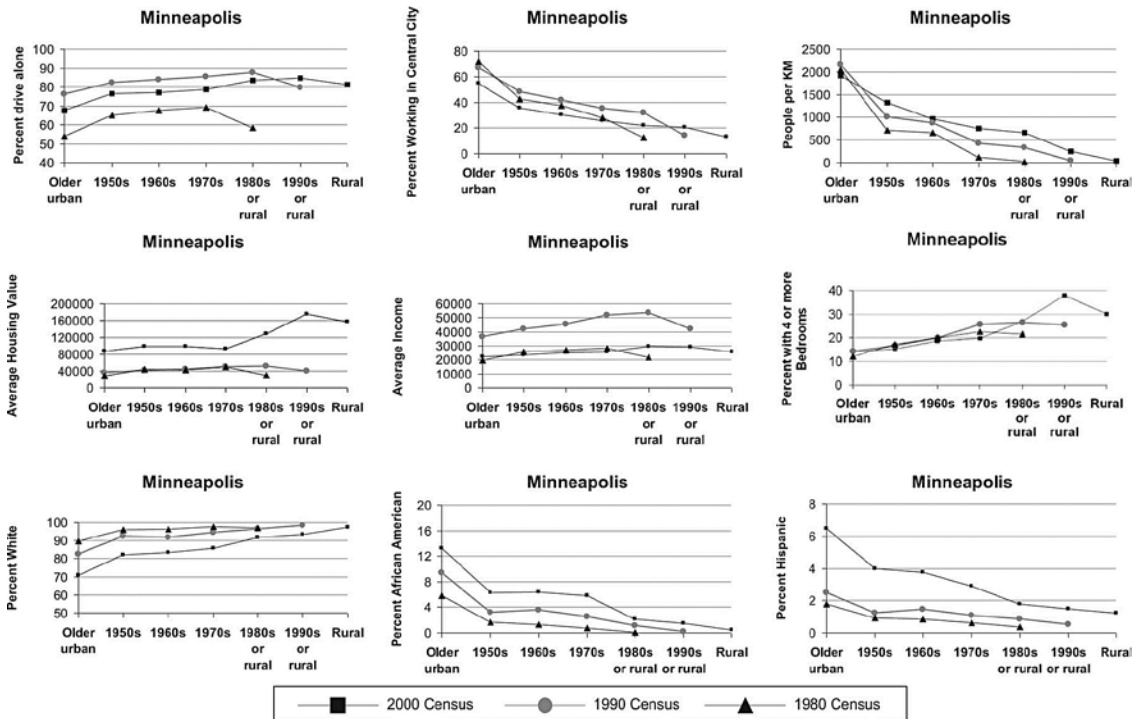 Minneapolis
Percent drive alone
100
90
80
70
60
50
40
Older urban
1950s
1960s
1970s
1980s or rural
1990s or rural
Rural
Minneapolis
Percent Working in Central City
80
60
40
20
0
Older urban
1950s
1960s
1970s
1980s or rural
1990s or rural
Rural
Minneapolis
People per KM
2500
2000
1500
1000
500
0
Older urban
1950s
1960s
1970s
1980s or rural
1990s or rural
Rural
Minneapolis
Average Housing Value
200000
160000
120000
80000
40000
0
Older urban
1950s
1960s
1970s
1980s or rural
1990s or rural
Rural
Minneapolis
Average Income
60000
50000
40000
30000
20000
10000
0
Older urban
1950s
1960s
1970s
1980s or rural
1990s or rural
Rural
Minneapolis
Percent with 4 or more Bedrooms
40
30
20
10
0
Older urban
1950s
1960s
1970s
1980s or rural
1990s or rural
Rural
Minneapolis
Percent White
100
90
80
70
60
50
Older urban
1950s
1960s
1970s
1980s or rural
1990s or rural
Rural
Minneapolis
Percent African American
20
16
12
8
4
0
Older urban
1950s
1960s
1970s
1980s or rural
1990s or rural
Rural
Minneapolis
Percent Hispanic
8
6
4
2
0
Older urban
1950s
1960s
1970s
1980s or rural
1990s or rural
Rural
2000 Census
1990 Census
1980 Census